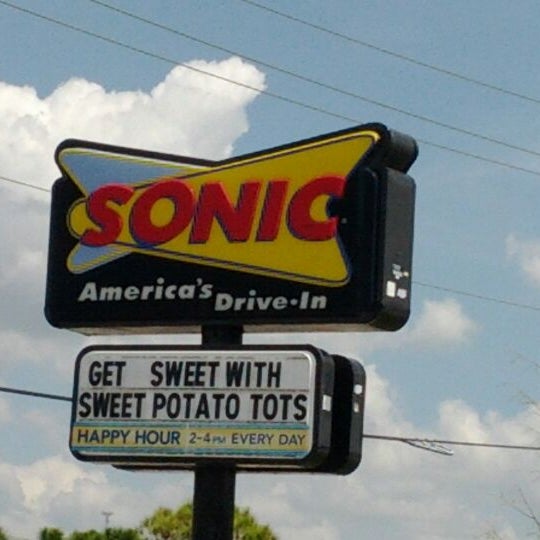 SONIC
America's Drive-In
GET SWEET WITH
SWEET POTATO TOTS
HAPPY HOUR 2-4PM EVERY DAY